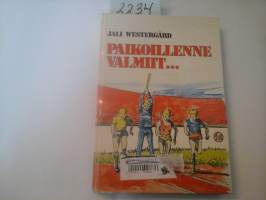 2234
JALI WESTERGÅRD
PAIKOILLENNE
VALMIIT...